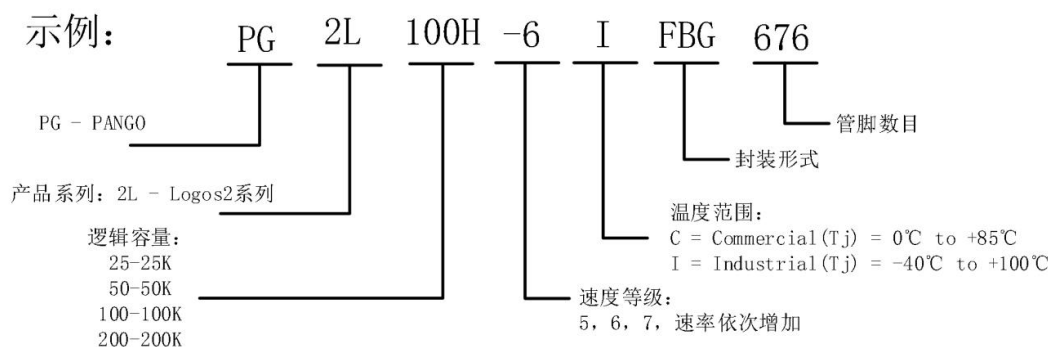 示例:
PG 2L 100H -6 I FBG 676
PG - PANGO
管脚数目
封装形式
产品系列: 2L - Logos2系列
温度范围:
C = Commercial(Tj) = 0℃ to +85℃
I = Industrial(Tj) = -40℃ to +100℃
逻辑容量:
25-25K
50-50K
100-100K
200-200K
速度等级:
5, 6, 7, 速率依次增加